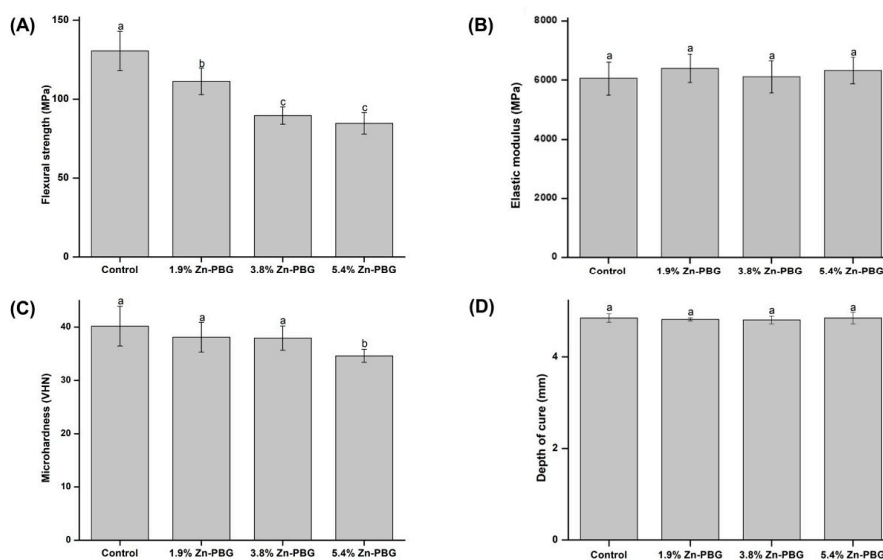 (A)
Flexural strength (MPa)
150
100
50
0
a
b
c
c
Control
1.9% Zn-PBG
3.8% Zn-PBG
5.4% Zn-PBG
(B)
Elastic modulus (MPa)
8000
6000
4000
2000
0
a
a
a
a
Control
1.9% Zn-PBG
3.8% Zn-PBG
5.4% Zn-PBG
(C)
Microhardness (VHN)
40
30
20
10
0
a
a
a
b
Control
1.9% Zn-PBG
3.8% Zn-PBG
5.4% Zn-PBG
(D)
Depth of cure (mm)
4
2
0
a
a
a
a
Control
1.9% Zn-PBG
3.8% Zn-PBG
5.4% Zn-PBG